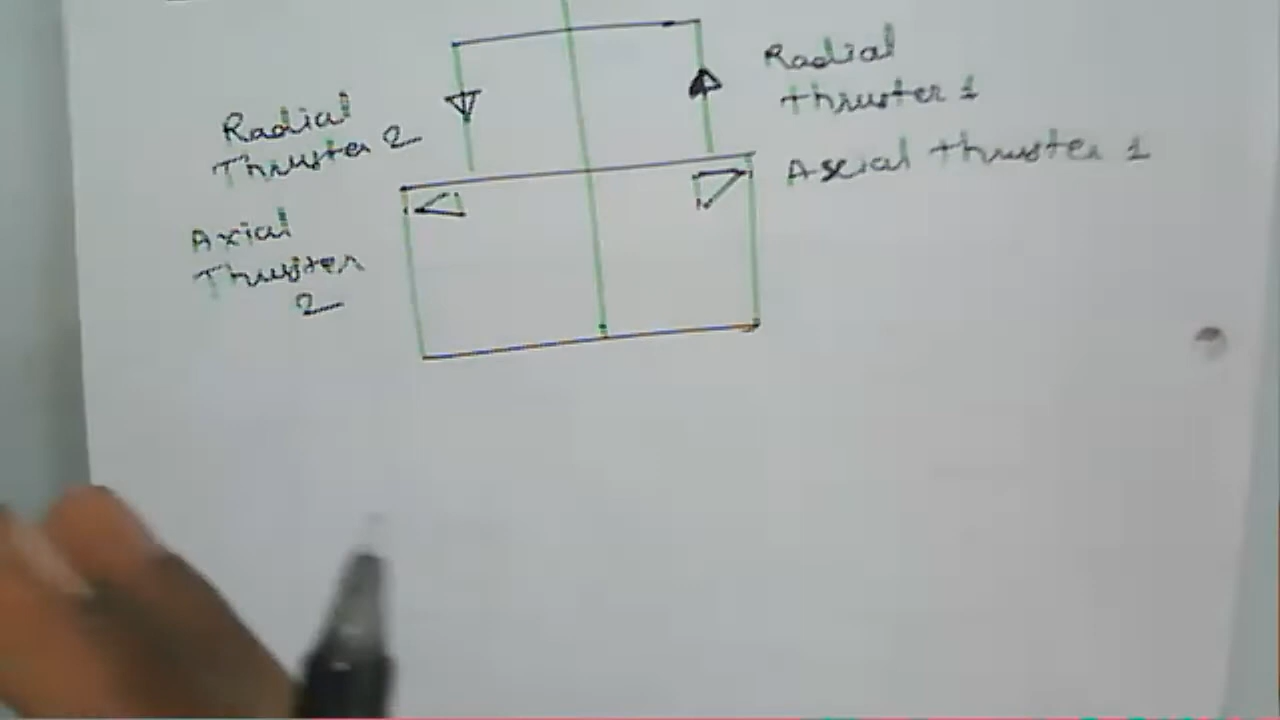 Radial
thruster 1
Radial
Thruster 2
Axial thruster 1
Axial
Thruster
2